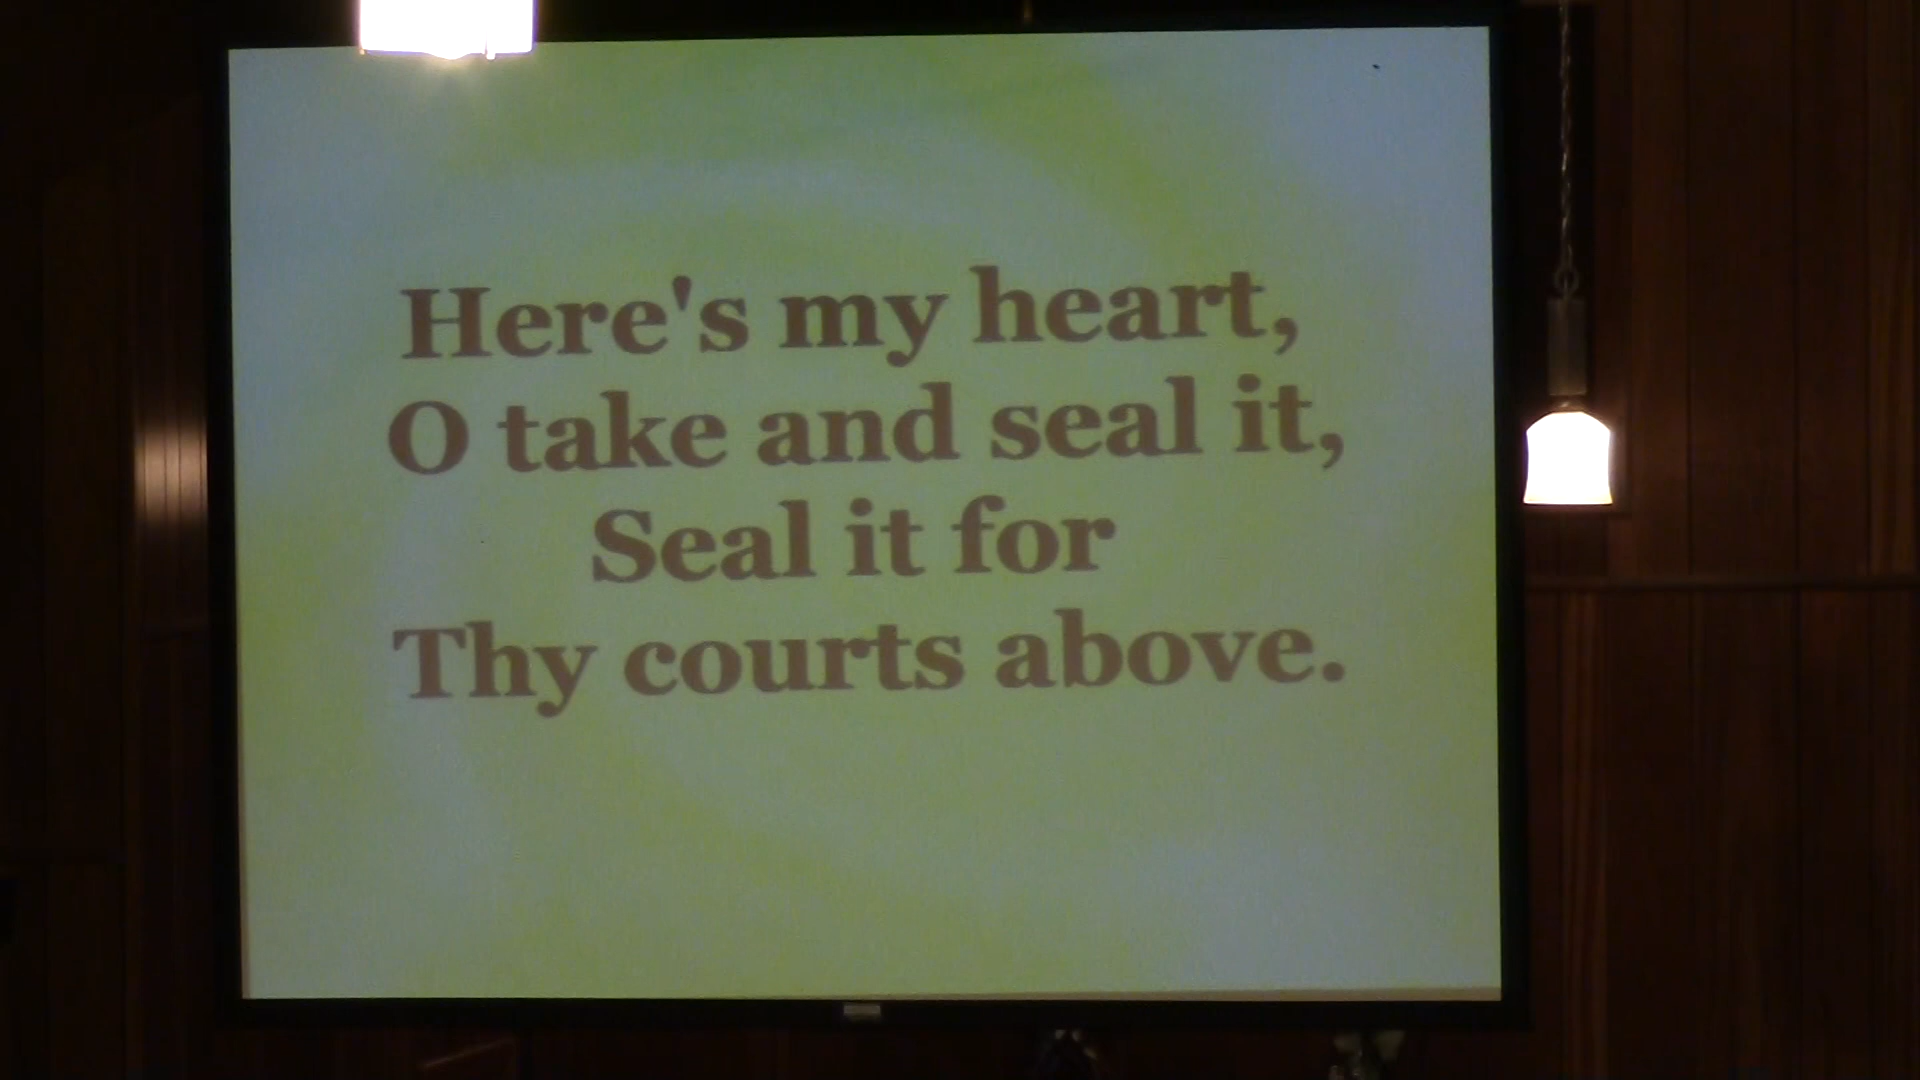 Here's my heart,
O take and seal it,
Seal it for
Thy courts above.